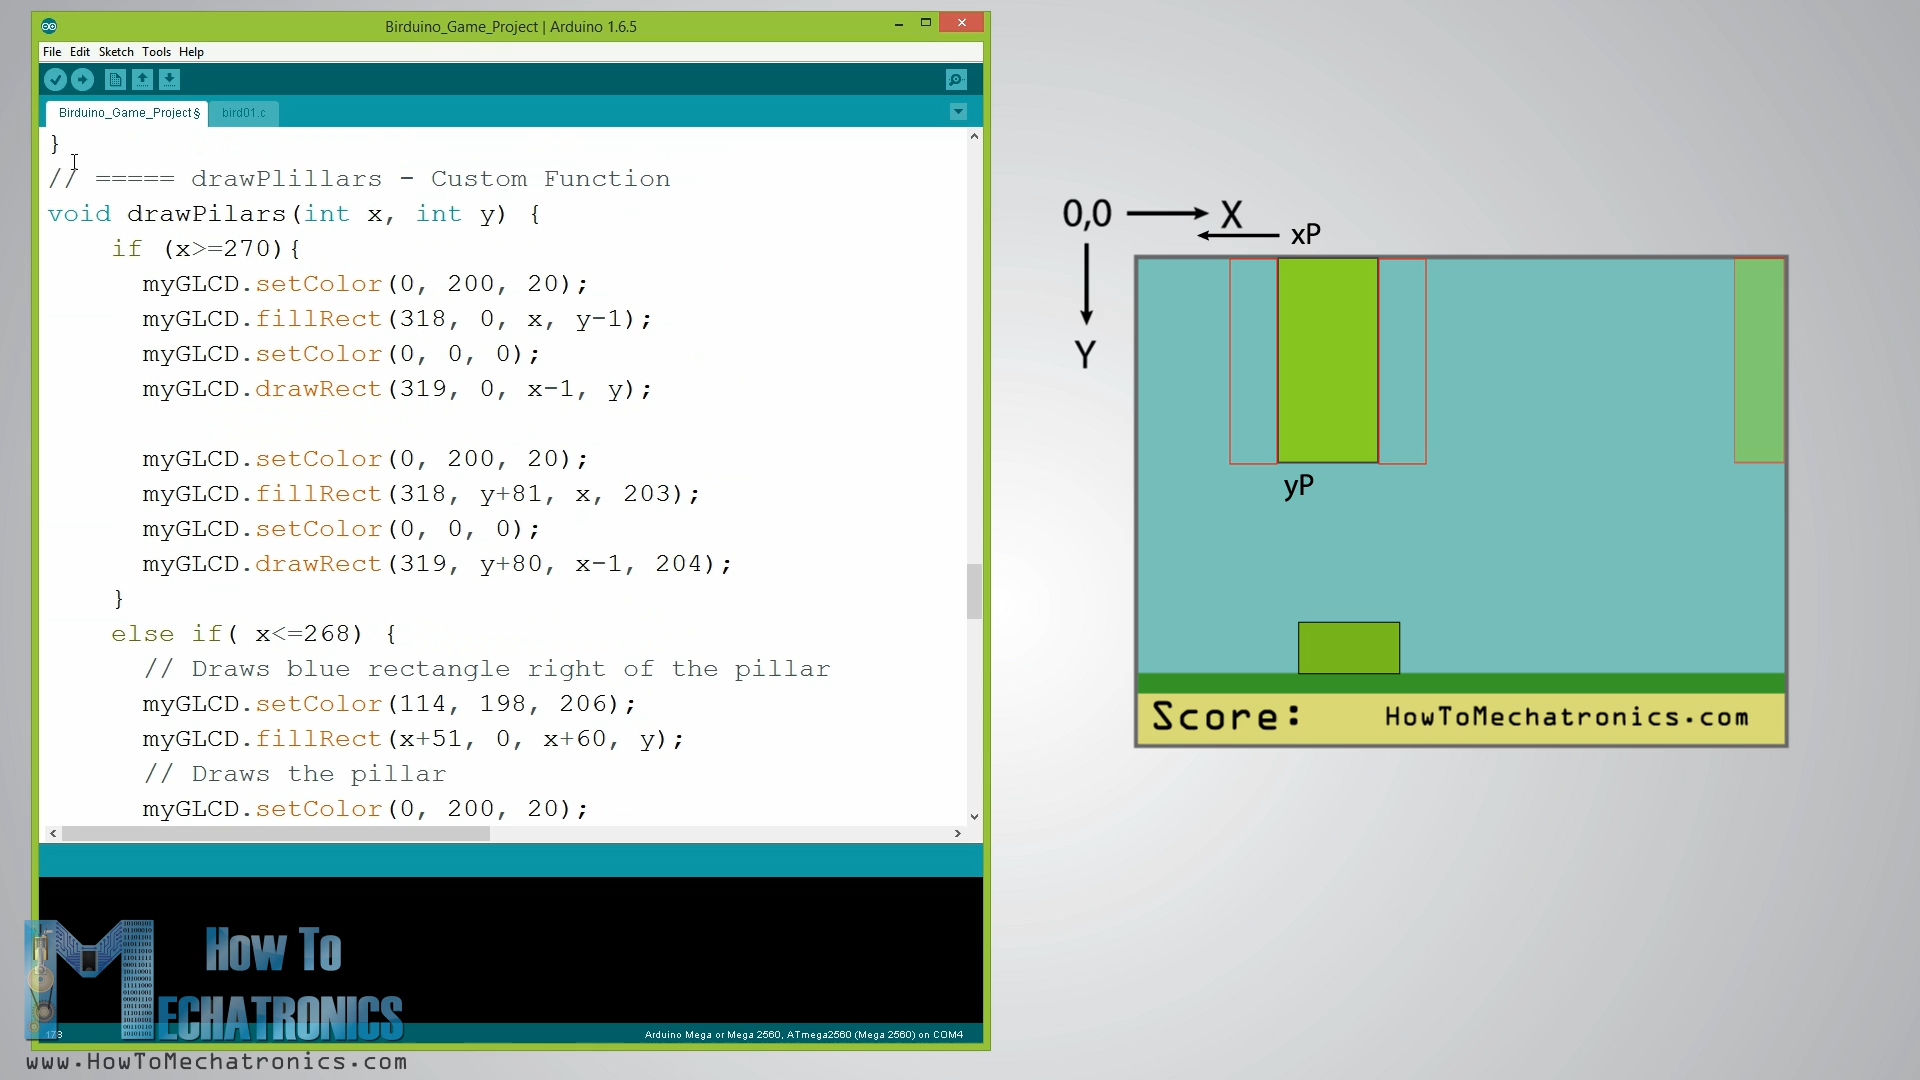 Birduino_Game_Project | Arduino 1.6.5
File Edit Sketch Tools Help
Birduino_Game_Project§ bird01.c
}
// ===== drawPlillars - Custom Function
void drawPilars(int x, int y) {
if (x>=270){
myGLCD.setColor(0, 200, 20);
myGLCD.fillRect(318, 0, x, y-1);
myGLCD.setColor(0, 0, 0);
myGLCD.drawRect(319, 0, x-1, y);
myGLCD.setColor(0, 200, 20);
myGLCD.fillRect(318, y+81, x, 203);
myGLCD.setColor(0, 0, 0);
myGLCD.drawRect(319, y+80, x-1, 204);
}
else if( x<=268) {
// Draws blue rectangle right of the pillar
myGLCD.setColor(114, 198, 206);
myGLCD.fillRect(x+51, 0, x+60, y);
// Draws the pillar
myGLCD.setColor(0, 200, 20);
173
Arduino Mega or Mega 2560, ATmega2560 (Mega 2560) on COM4
How To
MECHATRONICS
www.HowToMechatronics.com
0,0 X
xP
Y
yP
Score: HowToMechatronics.com